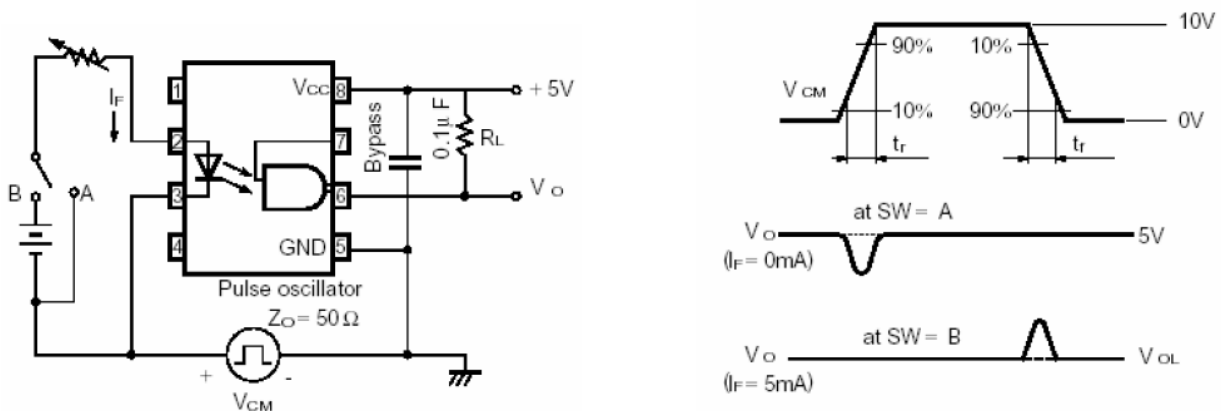 IF
1
2
3
4
VCC 8
7
6
GND 5
Bypass
0.1μF
RL
+5V
VO
B
A
Pulse oscillator
ZO= 50Ω
+
-
VCM
VCM
90%
10%
10%
90%
10V
0V
tr
tr
at SW= A
VO
(IF= 0mA)
5V
at SW= B
VO
(IF= 5mA)
VOL